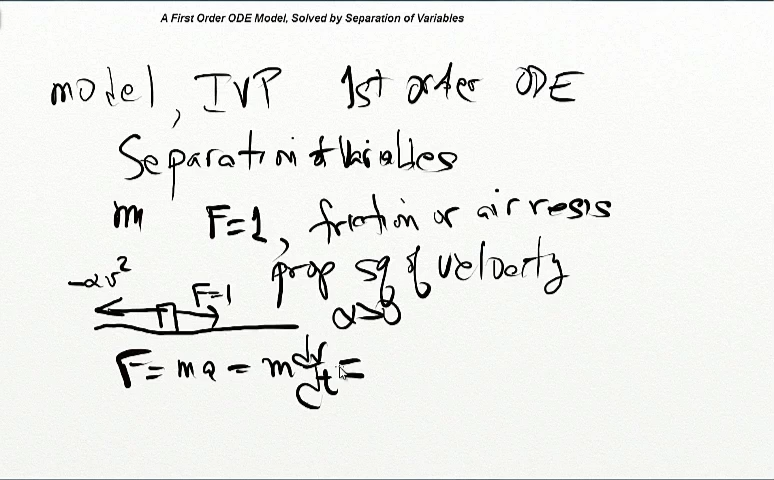 A First Order ODE Model, Solved by Separation of Variables
model, IVP 1st order ODE
Separation of Variables
m F=1, friction or air resis
prop sq of velocity
-αv² F=1 α>0
F = ma = m dv/dt =